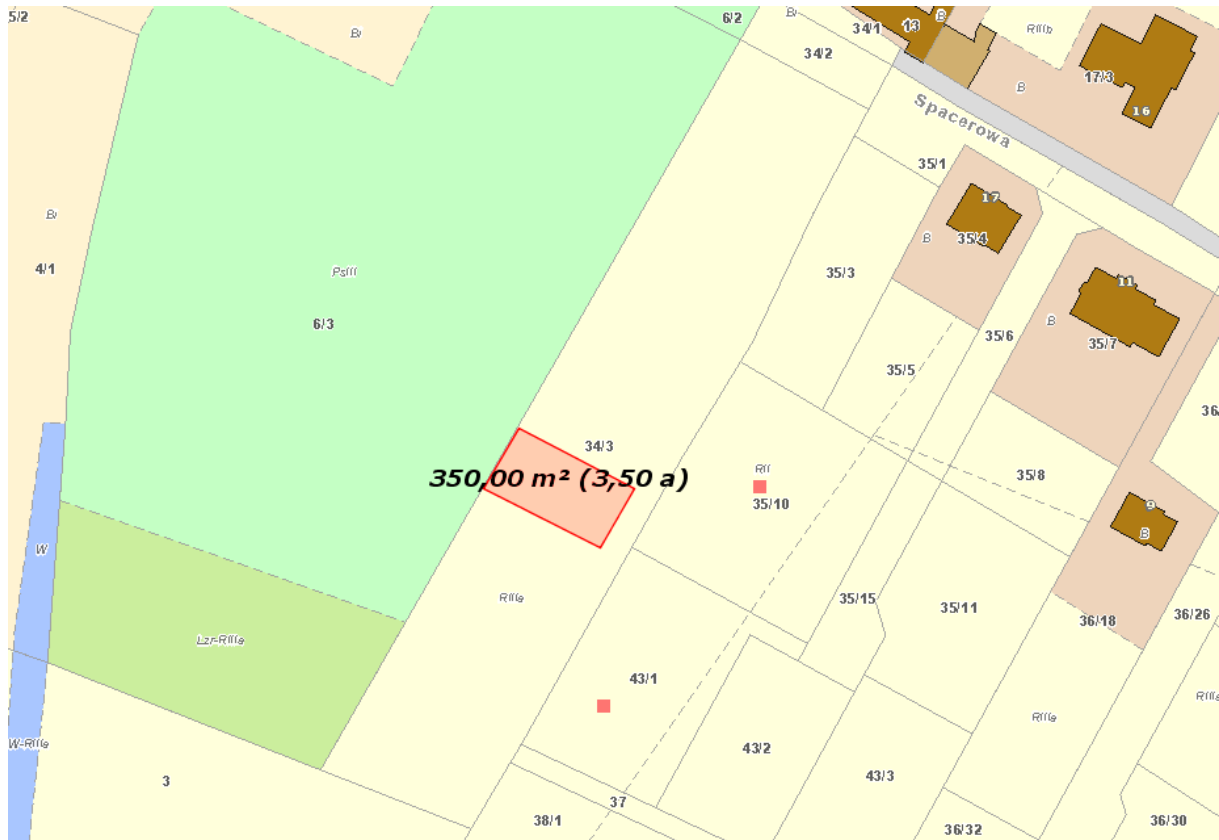 5/2
6/2
Bi
34/1
13
B
RIIIb
Bi
34/2
17/3
B
16
Spacerowa
35/1
17
Bi
B
35/4
4/1
PsIII
35/3
11
6/3
B
35/6
35/7
35/5
36/
34/3
RII
35/8
350,00 m² (3,50 a)
35/10
9
B
W
RIIIa
35/15
35/11
36/26
36/18
Lzr-RIIIa
43/1
RIIIa
RIIIa
W-RIIIa
43/2
43/3
3
37
38/1
36/32
36/30